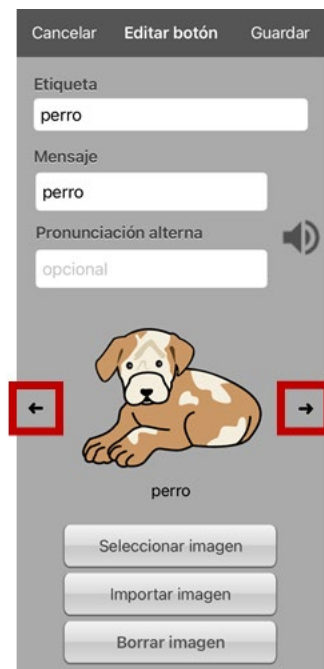 Cancelar Editar botón Guardar
Etiqueta
perro
Mensaje
perro
Pronunciación alterna
opcional
perro
Seleccionar imagen
Importar imagen
Borrar imagen